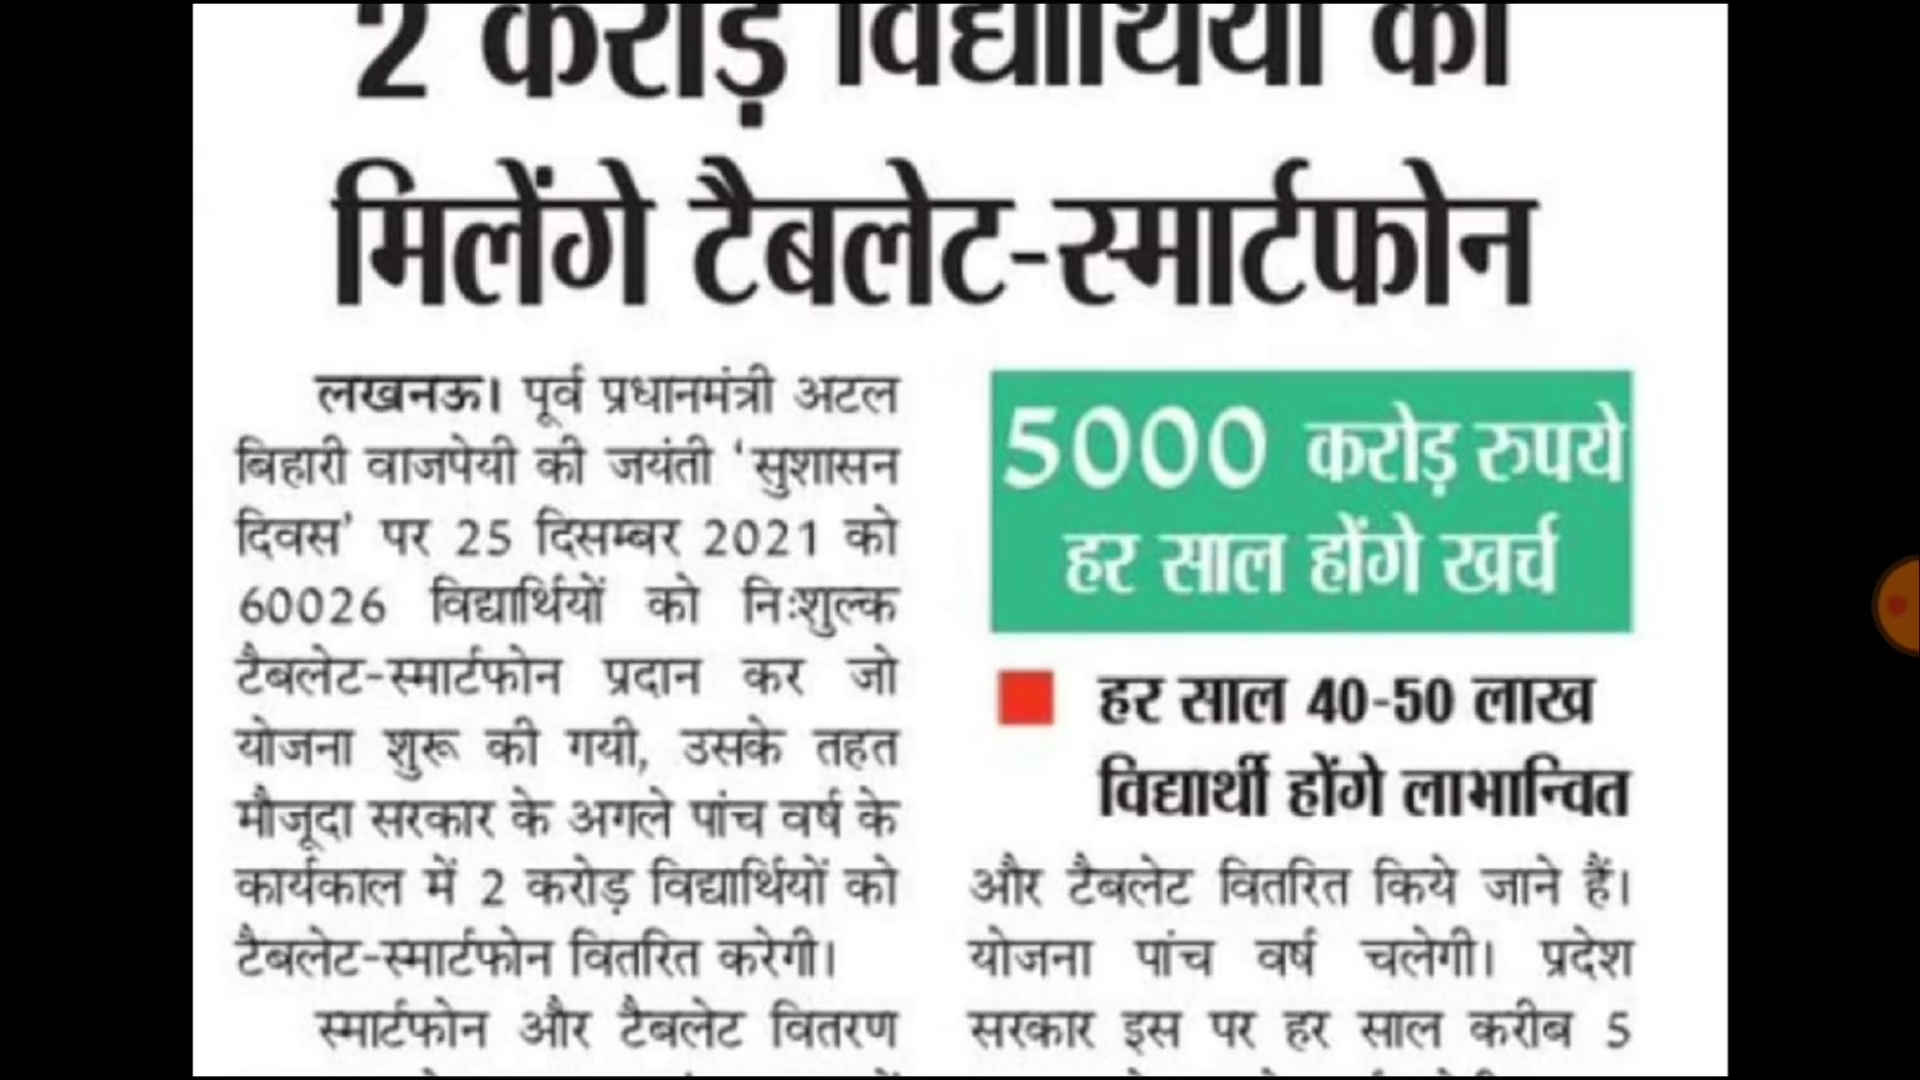 2 करोड़ विद्यार्थियों को
मिलेंगे टैबलेट-स्मार्टफोन
लखनऊ। पूर्व प्रधानमंत्री अटल
बिहारी वाजपेयी की जयंती ‘सुशासन
दिवस’ पर 25 दिसम्बर 2021 को
60026 विद्यार्थियों को निःशुल्क
टैबलेट-स्मार्टफोन प्रदान कर जो
योजना शुरू की गयी, उसके तहत
मौजूदा सरकार के अगले पांच वर्ष के
कार्यकाल में 2 करोड़ विद्यार्थियों को
टैबलेट-स्मार्टफोन वितरित करेगी।
स्मार्टफोन और टैबलेट वितरण
5000 करोड़ रुपये
हर साल होंगे खर्च
हर साल 40-50 लाख
विद्यार्थी होंगे लाभान्वित
और टैबलेट वितरित किये जाने हैं।
योजना पांच वर्ष चलेगी। प्रदेश
सरकार इस पर हर साल करीब 5